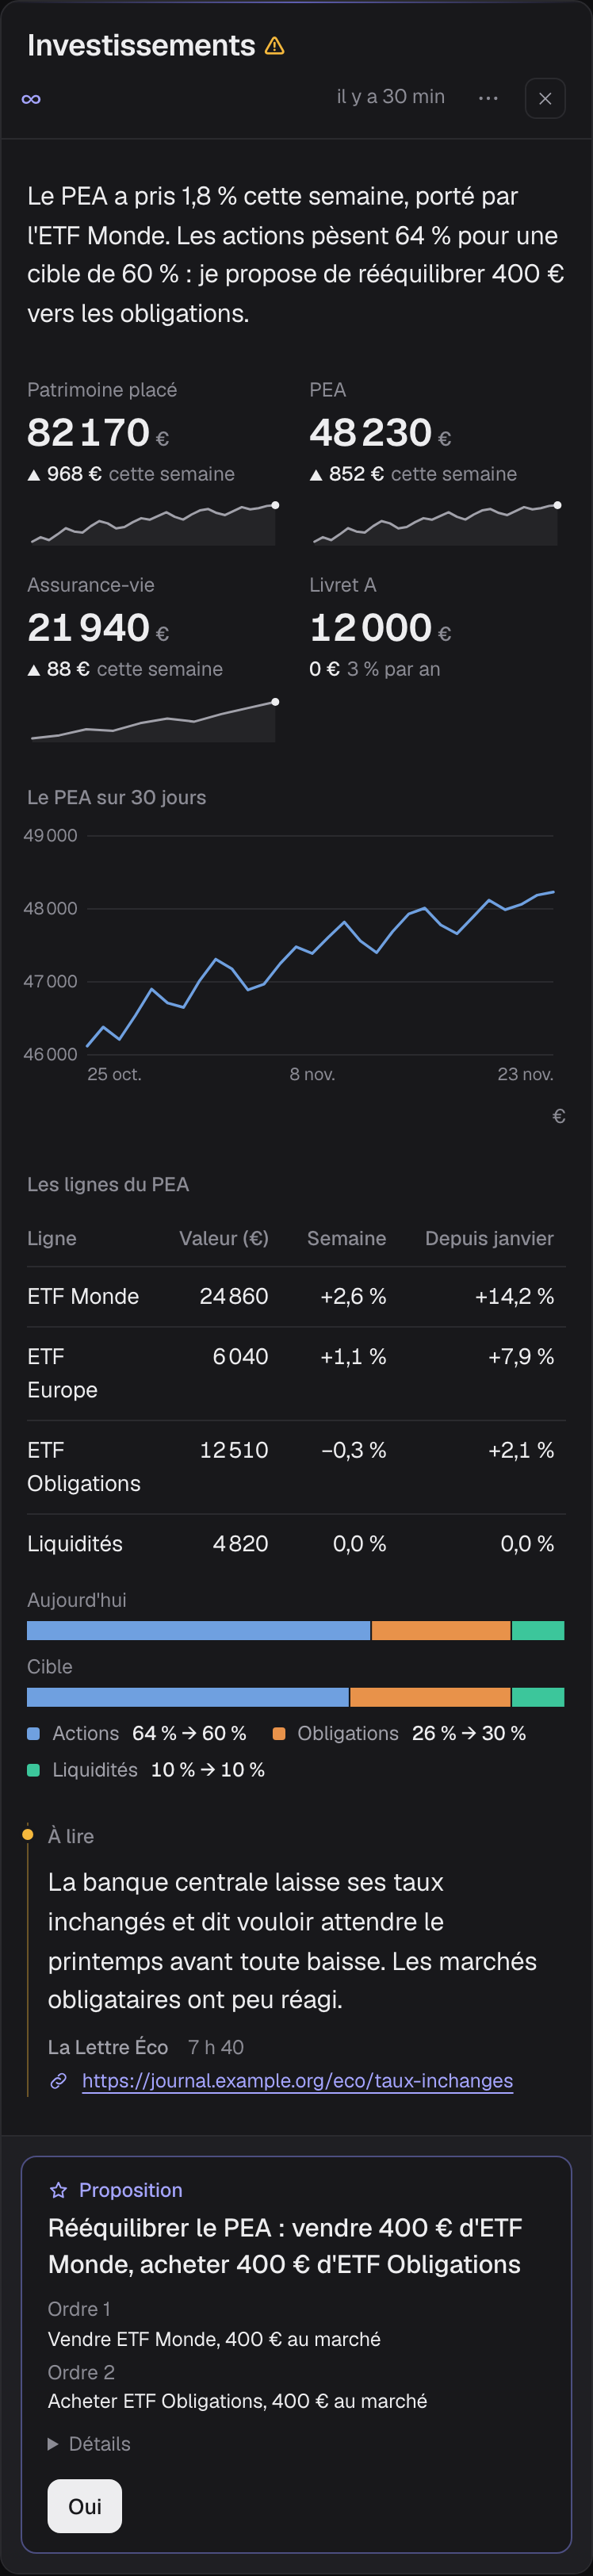 Investissements
il y a 30 min
Le PEA a pris 1,8 % cette semaine, porté par
l'ETF Monde. Les actions pèsent 64 % pour une
cible de 60 % : je propose de rééquilibrer 400 €
vers les obligations.
Patrimoine placé
82 170 €
▲ 968 € cette semaine
PEA
48 230 €
▲ 852 € cette semaine
Assurance-vie
21 940 €
▲ 88 € cette semaine
Livret A
12 000 €
0 € 3 % par an
Le PEA sur 30 jours
49 000
48 000
47 000
46 000
25 oct. 8 nov. 23 nov.
€
Les lignes du PEA
Ligne Valeur (€) Semaine Depuis janvier
ETF Monde 24 860 +2,6 % +14,2 %
ETF 6 040 +1,1 % +7,9 %
Europe
ETF 12 510 −0,3 % +2,1 %
Obligations
Liquidités 4 820 0,0 % 0,0 %
Aujourd'hui
Cible
Actions 64 % → 60 % Obligations 26 % → 30 %
Liquidités 10 % → 10 %
À lire
La banque centrale laisse ses taux
inchangés et dit vouloir attendre le
printemps avant toute baisse. Les marchés
obligataires ont peu réagi.
La Lettre Éco 7 h 40
https://journal.example.org/eco/taux-inchanges
Proposition
Rééquilibrer le PEA : vendre 400 € d'ETF
Monde, acheter 400 € d'ETF Obligations
Ordre 1
Vendre ETF Monde, 400 € au marché
Ordre 2
Acheter ETF Obligations, 400 € au marché
▶ Détails
Oui